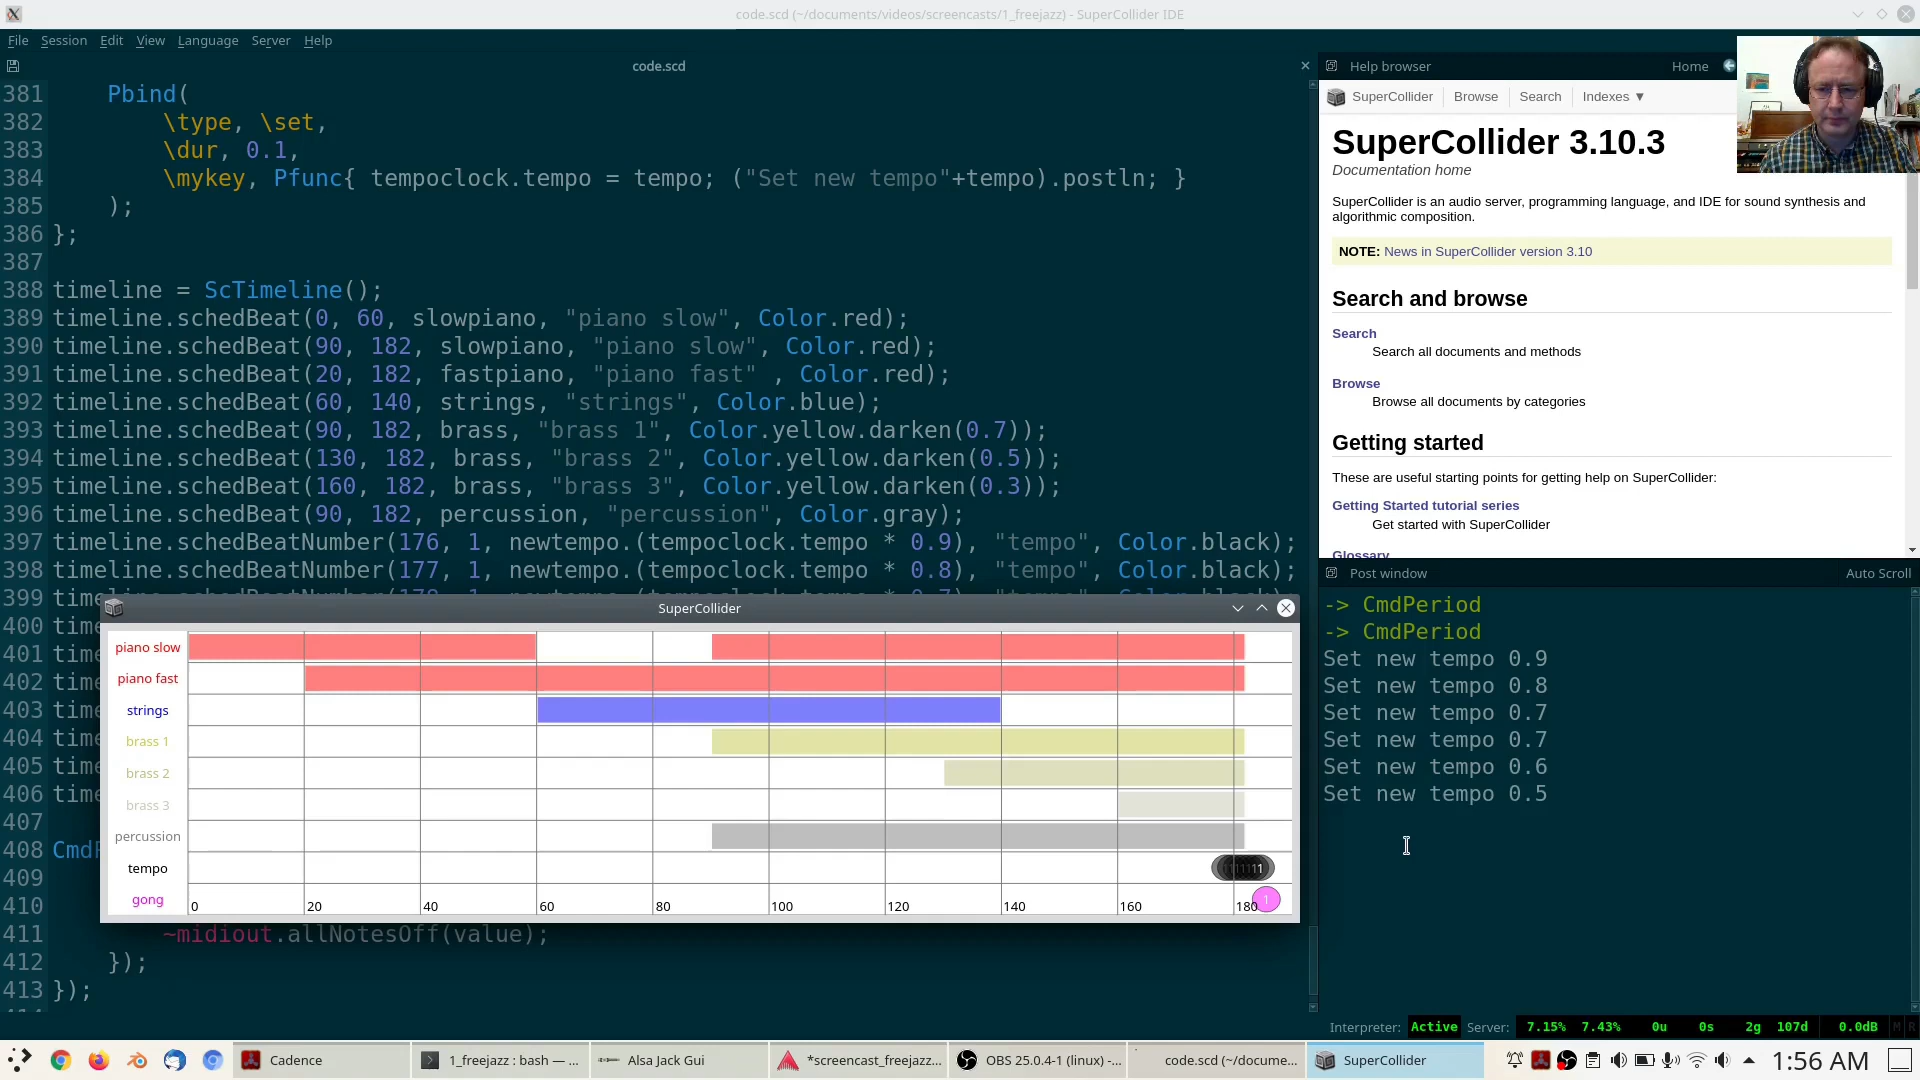 code.scd (~/documents/videos/screencasts/1_freejazz) - SuperCollider IDE
File Session Edit View Language Server Help
code.scd
381 Pbind(
382 \type, \set,
383 \dur, 0.1,
384 \mykey, Pfunc{ tempoclock.tempo = tempo; ("Set new tempo"+tempo).postln; }
385 );
386 };
387
388 timeline = ScTimeline();
389 timeline.schedBeat(0, 60, slowpiano, "piano slow", Color.red);
390 timeline.schedBeat(90, 182, slowpiano, "piano slow", Color.red);
391 timeline.schedBeat(20, 182, fastpiano, "piano fast" , Color.red);
392 timeline.schedBeat(60, 140, strings, "strings", Color.blue);
393 timeline.schedBeat(90, 182, brass, "brass 1", Color.yellow.darken(0.7));
394 timeline.schedBeat(130, 182, brass, "brass 2", Color.yellow.darken(0.5));
395 timeline.schedBeat(160, 182, brass, "brass 3", Color.yellow.darken(0.3));
396 timeline.schedBeat(90, 182, percussion, "percussion", Color.gray);
397 timeline.schedBeatNumber(176, 1, newtempo.(tempoclock.tempo * 0.9), "tempo", Color.black);
398 timeline.schedBeatNumber(177, 1, newtempo.(tempoclock.tempo * 0.8), "tempo", Color.black);
399
400 time
401 time
402 time
403 time
404 time
405 time
406 time
407
408 CmdP
409
410
411 ~midiout.allNotesOff(value);
412 });
413 });
SuperCollider
piano slow
piano fast
strings
brass 1
brass 2
brass 3
percussion
tempo
gong 1
0 20 40 60 80 100 120 140 160 180
Help browser Home
SuperCollider Browse Search Indexes ▼
SuperCollider 3.10.3
Documentation home
SuperCollider is an audio server, programming language, and IDE for sound synthesis and
algorithmic composition.
NOTE: News in SuperCollider version 3.10
Search and browse
Search
Search all documents and methods
Browse
Browse all documents by categories
Getting started
These are useful starting points for getting help on SuperCollider:
Getting Started tutorial series
Get started with SuperCollider
Glossary
Post window Auto Scroll
-> CmdPeriod
-> CmdPeriod
Set new tempo 0.9
Set new tempo 0.8
Set new tempo 0.7
Set new tempo 0.7
Set new tempo 0.6
Set new tempo 0.5
Interpreter: Active Server: 7.15% 7.43% 0u 0s 2g 107d 0.0dB M R
Cadence 1_freejazz : bash — ... Alsa Jack Gui *screencast_freejazz... OBS 25.0.4-1 (linux) -... code.scd (~/docume... SuperCollider 1:56 AM